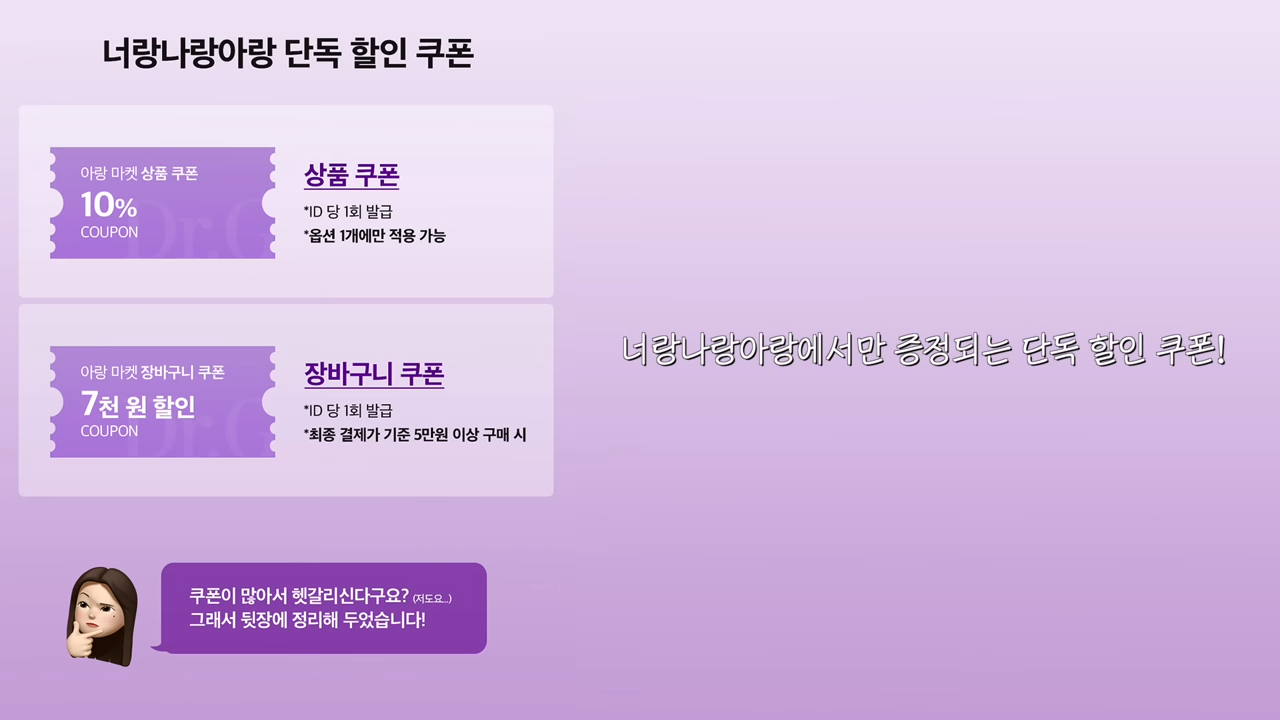 너랑나랑아랑 단독 할인 쿠폰
아랑 마켓 상품 쿠폰
10%
COUPON
Dr.G
상품 쿠폰
*ID 당 1회 발급
*옵션 1개에만 적용 가능
아랑 마켓 장바구니 쿠폰
7천 원 할인
COUPON
Dr.G
장바구니 쿠폰
*ID 당 1회 발급
*최종 결제가 기준 5만원 이상 구매 시
너랑나랑아랑에서만 증정되는 단독 할인 쿠폰!
쿠폰이 많아서 헷갈리신다구요? (저도요..)
그래서 뒷장에 정리해 두었습니다!